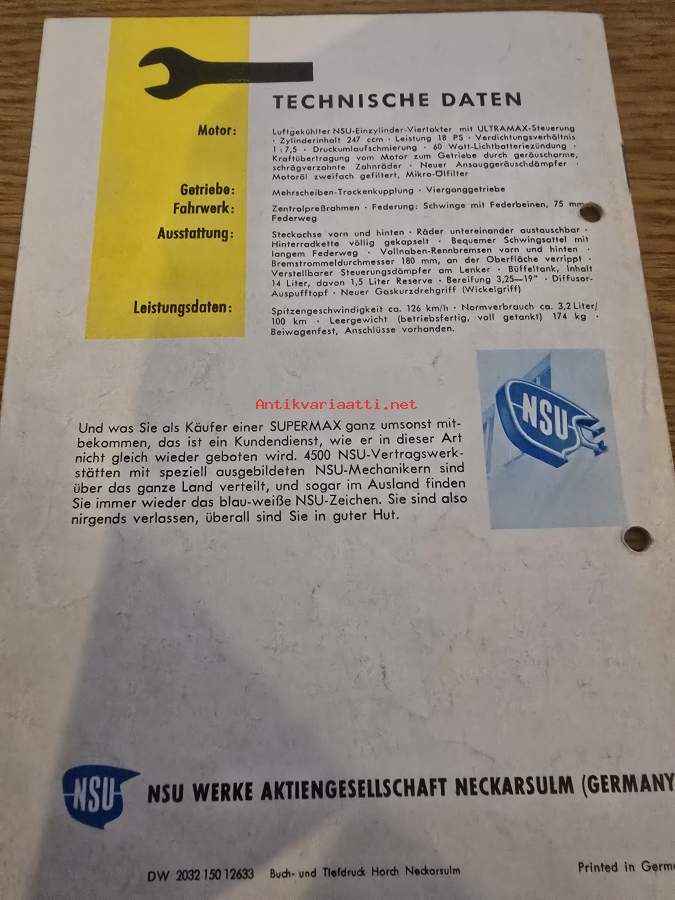 TECHNISCHE DATEN
Motor: Luftgekühlter NSU-Einzylinder-Viertakter mit ULTRAMAX-Steuerung
· Zylinderinhalt 247 ccm · Leistung 18 PS · Verdichtungsverhältnis
1:7,5 · Druckumlaufschmierung · 60 Watt-Lichtbatteriezündung ·
Kraftübertragung vom Motor zum Getriebe durch geräuscharme,
schrägverzahnte Zahnräder · Neuer Ansauggeräuschdämpfer ·
Motoröl zweifach gefiltert, Mikro-Ölfilter
Getriebe: Mehrscheiben-Trockenkupplung · Vierganggetriebe
Fahrwerk: Zentralpreßrahmen · Federung: Schwinge mit Federbeinen, 75 mm
Federweg
Ausstattung: Steckachse vorn und hinten · Räder untereinander austauschbar ·
Hinterradkette völlig gekapselt · Bequemer Schwingsattel mit
langem Federweg · Vollnaben-Rennbremsen vorn und hinten ·
Bremstrommeldurchmesser 180 mm, an der Oberfläche verrippt ·
Verstellbarer Steuerungsdämpfer am Lenker · Büffeltank, Inhalt
14 Liter, davon 1,5 Liter Reserve · Bereifung 3,25—19" · Diffusor-
Auspufftopf · Neuer Gaskurzdrehgriff (Wickelgriff)
Leistungsdaten: Spitzengeschwindigkeit ca. 126 km/h · Normverbrauch ca. 3,2 Liter/
100 km · Leergewicht (betriebsfertig, voll getankt) 174 kg ·
Beiwagenfest, Anschlüsse vorhanden.
Antikvariaatti.net
NSU
Und was Sie als Käufer einer SUPERMAX ganz umsonst mit-
bekommen, das ist ein Kundendienst, wie er in dieser Art
nicht gleich wieder geboten wird. 4500 NSU-Vertragswerk-
stätten mit speziell ausgebildeten NSU-Mechanikern sind
über das ganze Land verteilt, und sogar im Ausland finden
Sie immer wieder das blau-weiße NSU-Zeichen. Sie sind also
nirgends verlassen, überall sind Sie in guter Hut.
NSU
NSU WERKE AKTIENGESELLSCHAFT NECKARSULM (GERMANY
DW 2032 150 12633 Buch- und Tiefdruck Horch Neckarsulm Printed in Germ